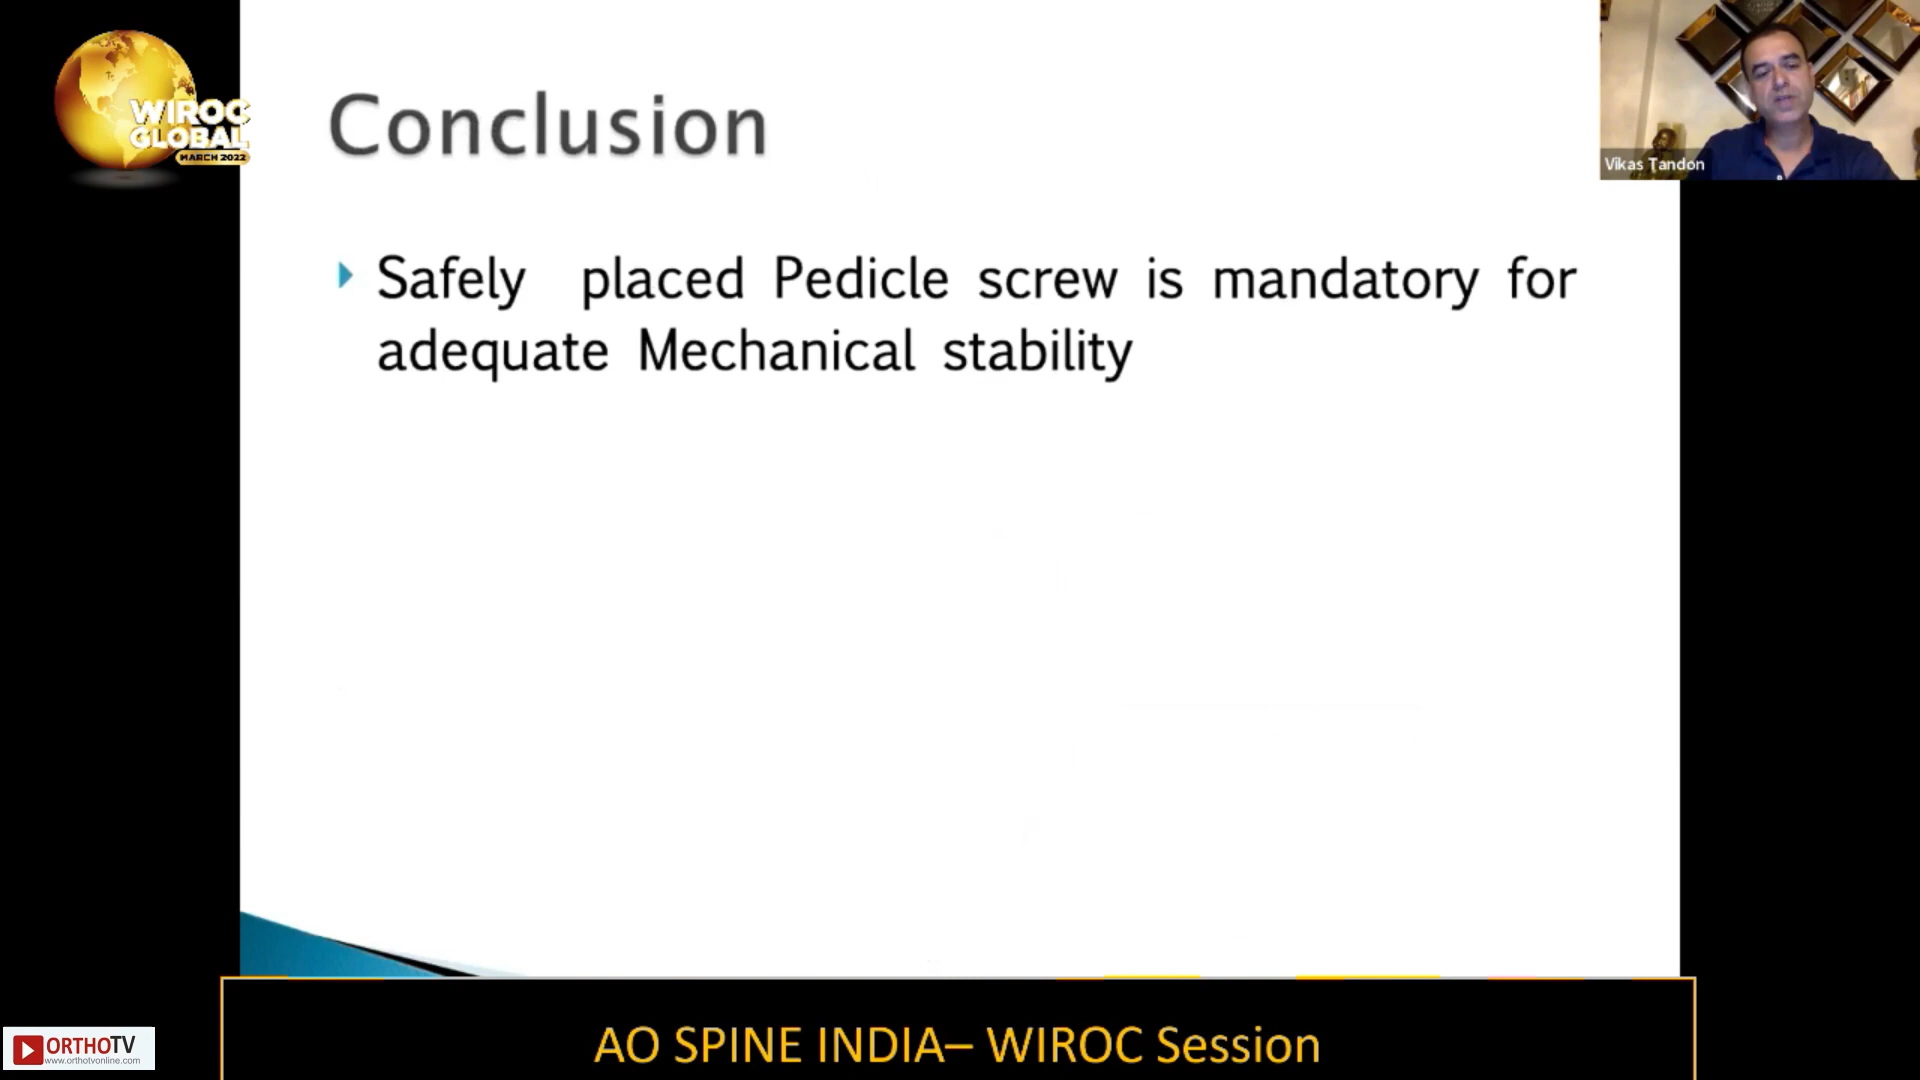 WIROC
GLOBAL
MARCH 2022
Conclusion
Vikas Tandon
Safely placed Pedicle screw is mandatory for
adequate Mechanical stability
AO SPINE INDIA– WIROC Session
ORTHOTV
www.orthotvonline.com